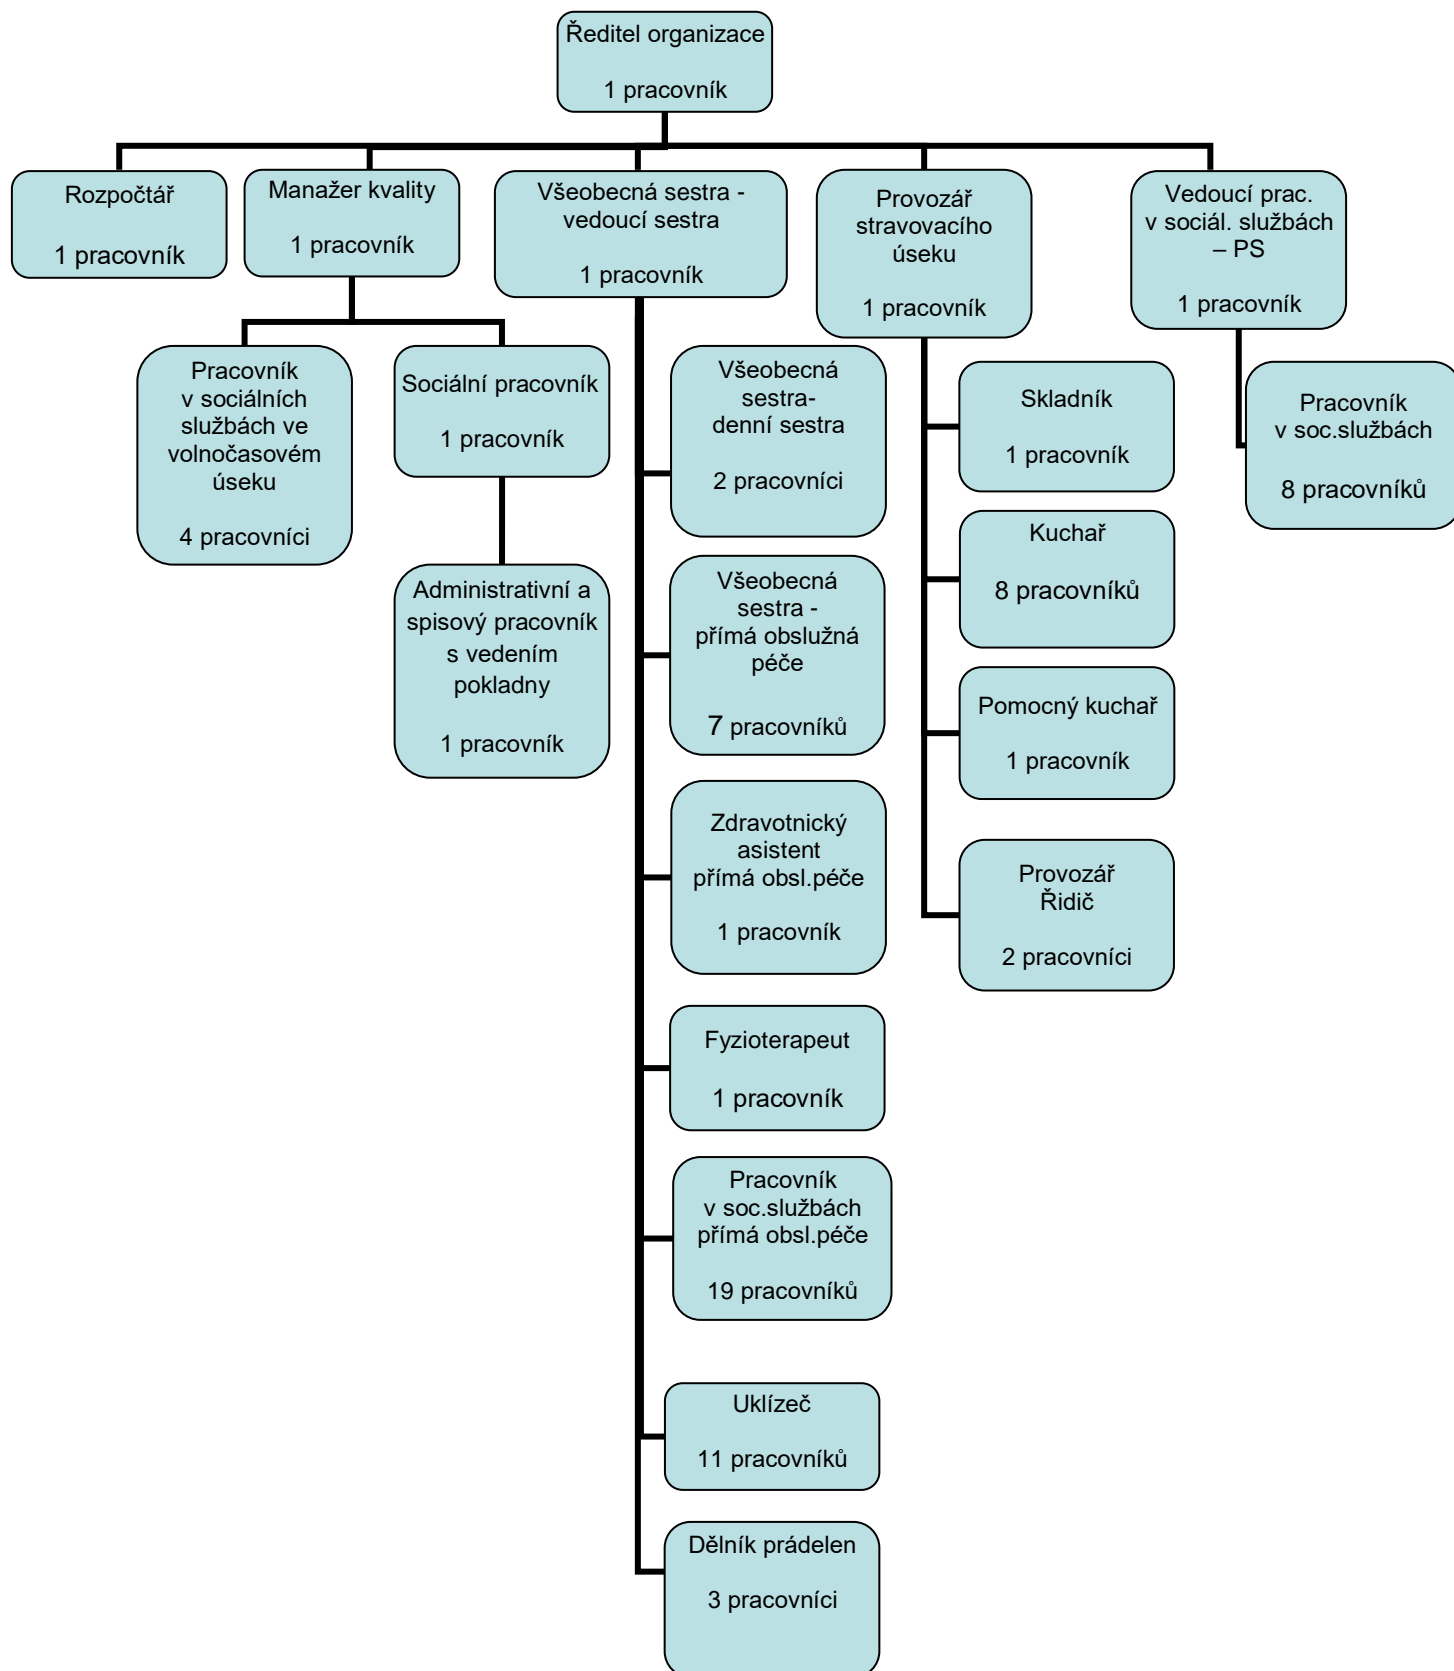 Ředitel organizace
1 pracovník
Rozpočtář
1 pracovník
Manažer kvality
1 pracovník
Všeobecná sestra -
vedoucí sestra
1 pracovník
Provozář
stravovacího
úseku
1 pracovník
Vedoucí prac.
v sociál. službách
– PS
1 pracovník
Pracovník
v sociálních
službách ve
volnočasovém
úseku
4 pracovníci
Sociální pracovník
1 pracovník
Administrativní a
spisový pracovník
s vedením
pokladny
1 pracovník
Všeobecná
sestra-
denní sestra
2 pracovníci
Všeobecná
sestra -
přímá obslužná
péče
7 pracovníků
Zdravotnický
asistent
přímá obsl.péče
1 pracovník
Fyzioterapeut
1 pracovník
Pracovník
v soc.službách
přímá obsl.péče
19 pracovníků
Uklízeč
11 pracovníků
Dělník prádelen
3 pracovníci
Skladník
1 pracovník
Kuchař
8 pracovníků
Pomocný kuchař
1 pracovník
Provozář
Řidič
2 pracovníci
Pracovník
v soc.službách
8 pracovníků